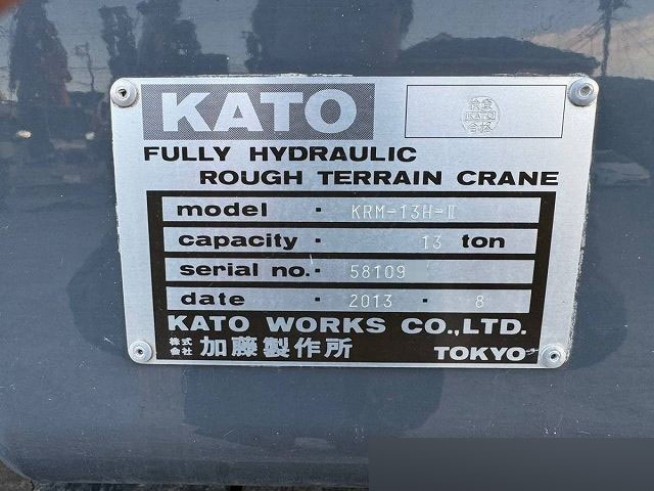 KATO
FULLY HYDRAULIC
ROUGH TERRAIN CRANE
model · KRM-13H-II
capacity · 13 ton
serial no. · 58109
date · 2013 · 8
KATO WORKS CO.,LTD.
株式会社 加藤製作所 TOKYO